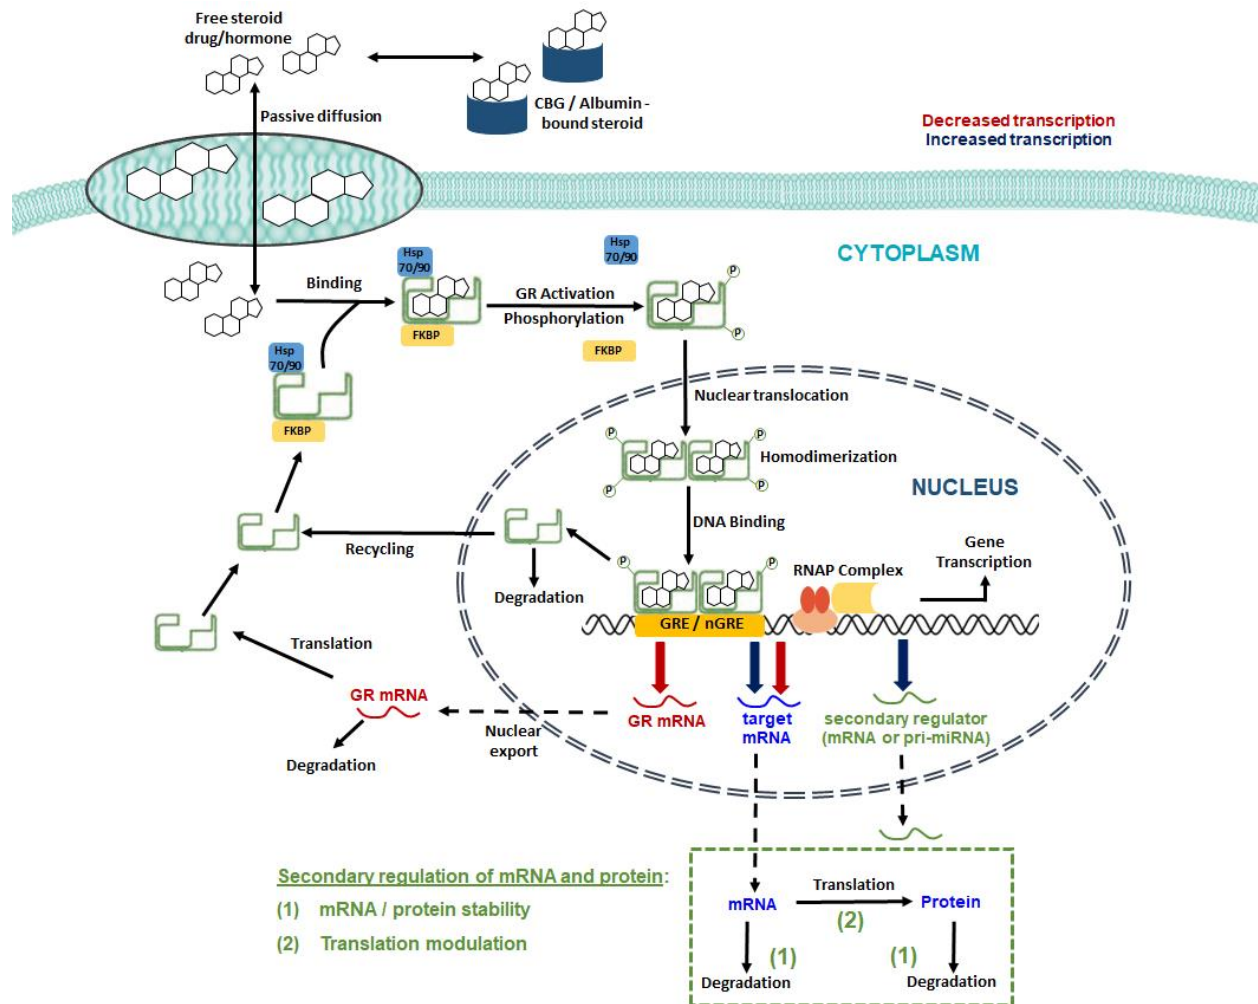 Free steroid
drug/hormone
CBG / Albumin -
bound steroid
Passive diffusion
Decreased transcription
Increased transcription
CYTOPLASM
Hsp
70/90
Binding
FKBP
GR Activation
Phosphorylation
Hsp
70/90
FKBP
P
P
Hsp
70/90
FKBP
Nuclear translocation
P
P
P
P
Homodimerization
NUCLEUS
DNA Binding
Recycling
Degradation
P
P
GRE / nGRE
RNAP Complex
Gene
Transcription
Translation
GR mRNA
Degradation
Nuclear
export
GR mRNA
target
mRNA
secondary regulator
(mRNA or pri-miRNA)
Secondary regulation of mRNA and protein:
(1) mRNA / protein stability
(2) Translation modulation
mRNA
Translation
(2)
Protein
(1)
Degradation
(1)
Degradation